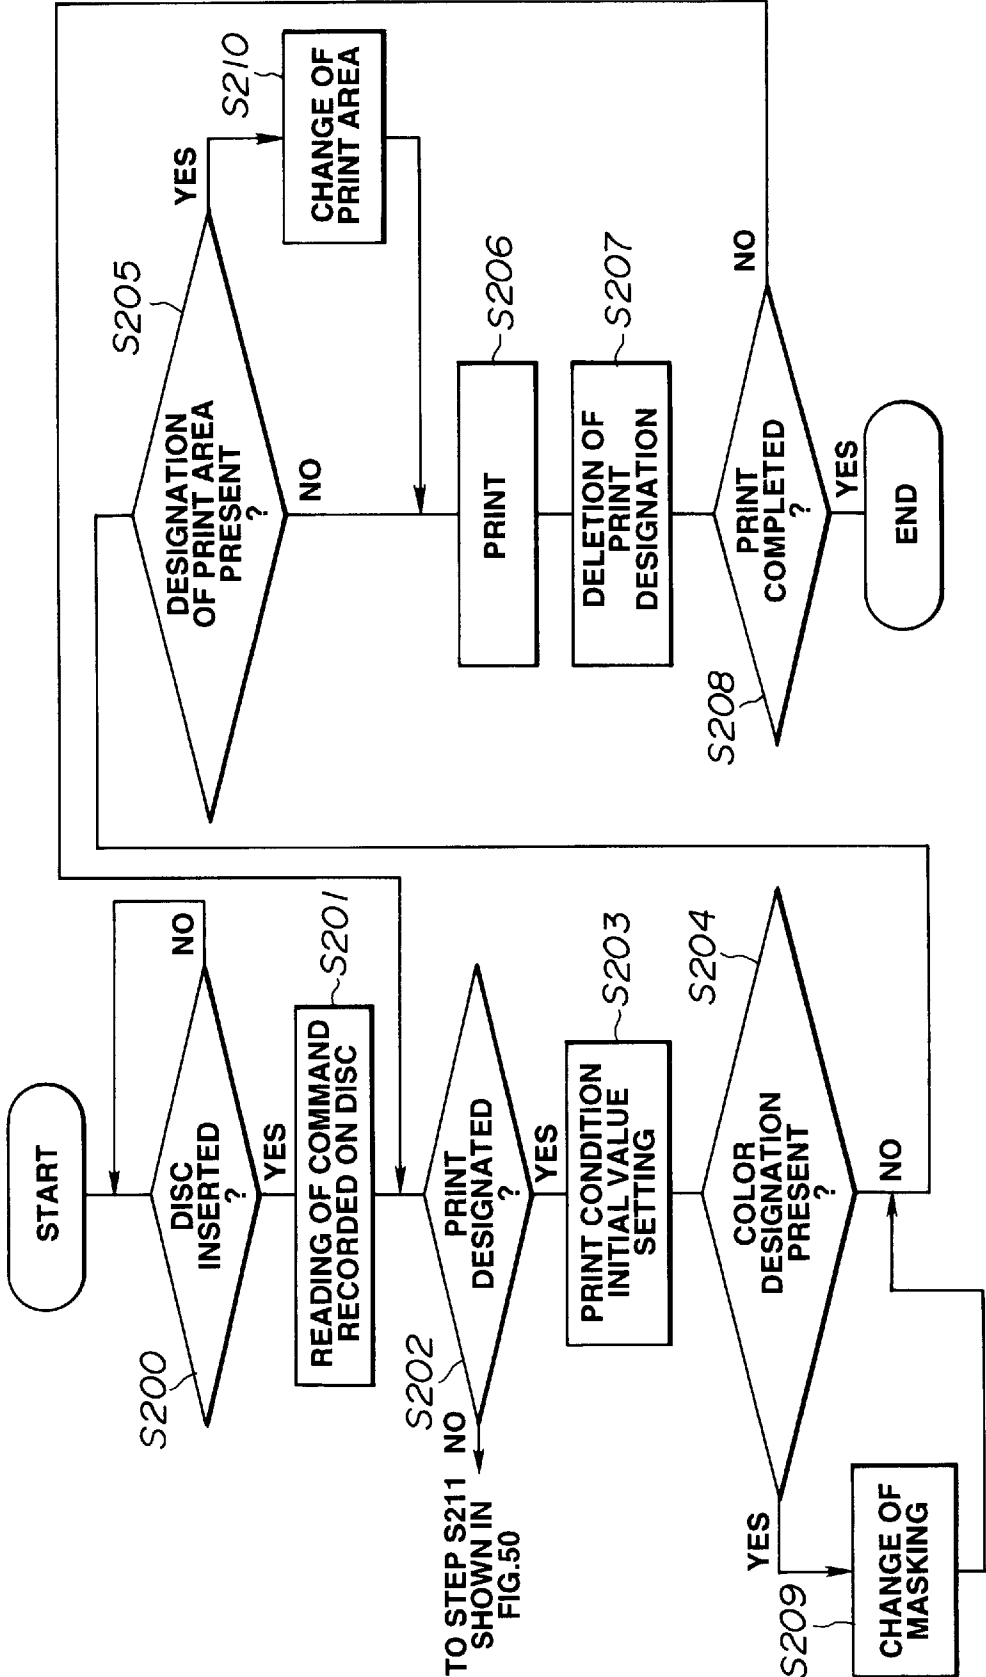 START
DISC
INSERTED
?
NO
YES
S200
READING OF COMMAND
RECORDED ON DISC
S201
PRINT
DESIGNATED
?
S202
NO
TO STEP S211
SHOWN IN
FIG.50
YES
PRINT CONDITION
INITIAL VALUE
SETTING
S203
COLOR
DESIGNATION
PRESENT
?
S204
YES
NO
S209
CHANGE OF
MASKING
DESIGNATION
OF PRINT AREA
PRESENT
?
S205
YES
NO
S210
CHANGE OF
PRINT AREA
PRINT
S206
DELETION OF
PRINT
DESIGNATION
S207
PRINT
COMPLETED
?
S208
NO
YES
END